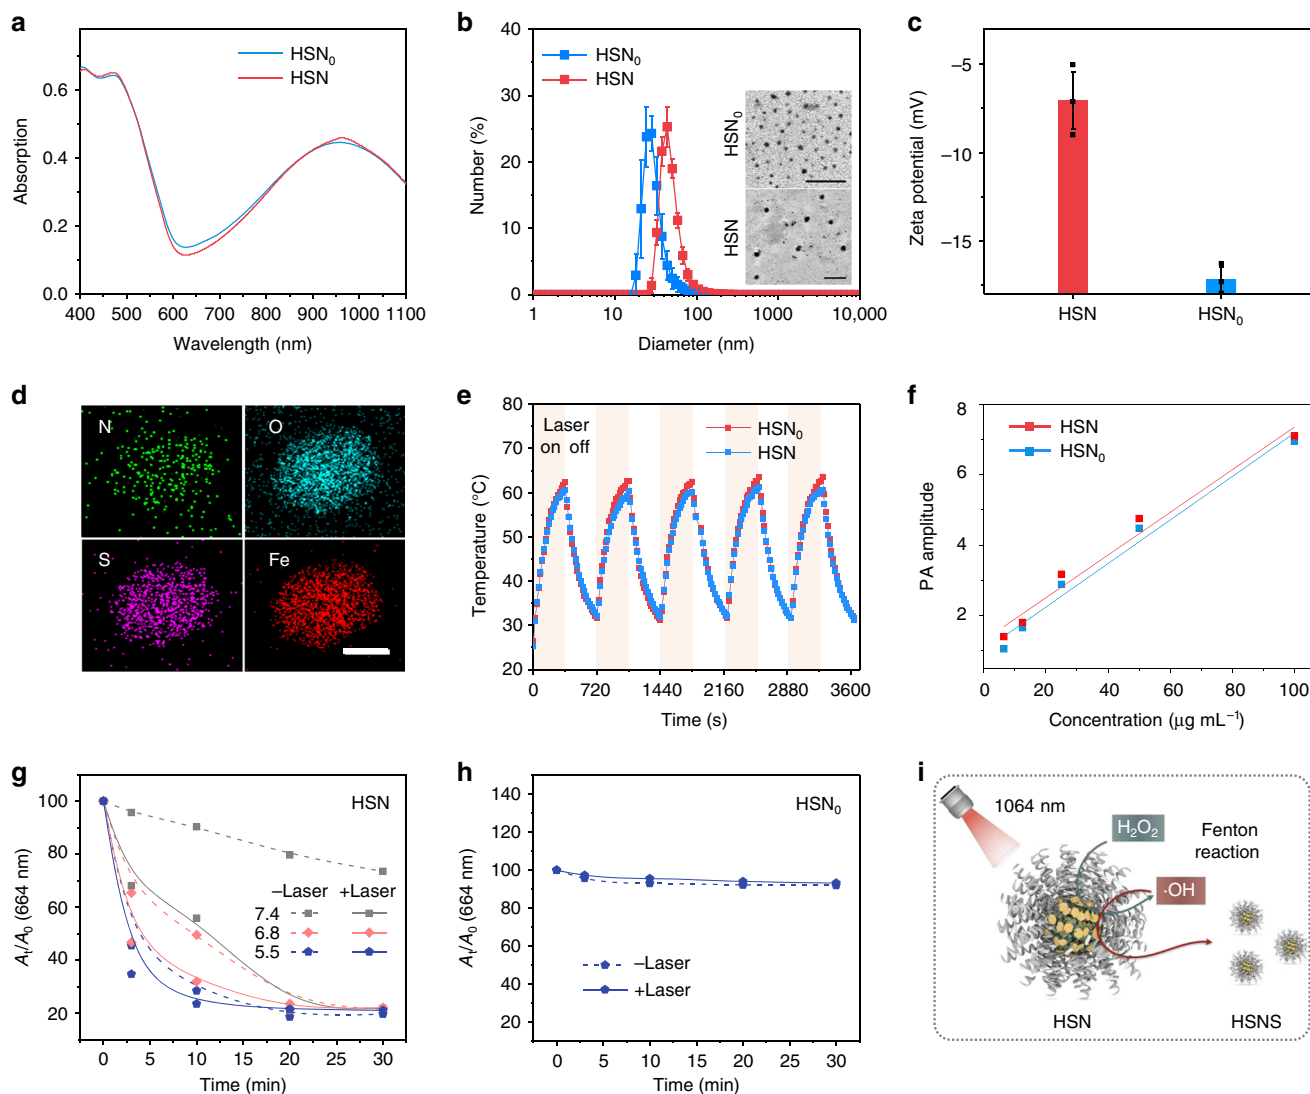 a
HSN₀
HSN
Absorption
0.6
0.4
0.2
0.0
400 500 600 700 800 900 1000 1100
Wavelength (nm)
b
HSN₀
HSN
Number (%)
40
30
20
10
0
HSN₀
HSN
1 10 100 1000 10,000
Diameter (nm)
c
Zeta potential (mV)
–5
–10
–15
HSN HSN₀
d
N O
S Fe
e
Laser
on off
HSN₀
HSN
Temperature (°C)
80
70
60
50
40
30
20
0 720 1440 2160 2880 3600
Time (s)
f
HSN
HSN₀
PA amplitude
8
6
4
2
0 20 40 60 80 100
Concentration (µg mL⁻¹)
g
HSN
Aₜ/A₀ (664 nm)
100
80
60
40
20
–Laser +Laser
7.4
6.8
5.5
0 5 10 15 20 25 30
Time (min)
h
HSN₀
Aₜ/A₀ (664 nm)
140
120
100
80
60
40
20
–Laser
+Laser
0 5 10 15 20 25 30
Time (min)
i
1064 nm
H₂O₂
Fenton
reaction
·OH
HSN
HSNS